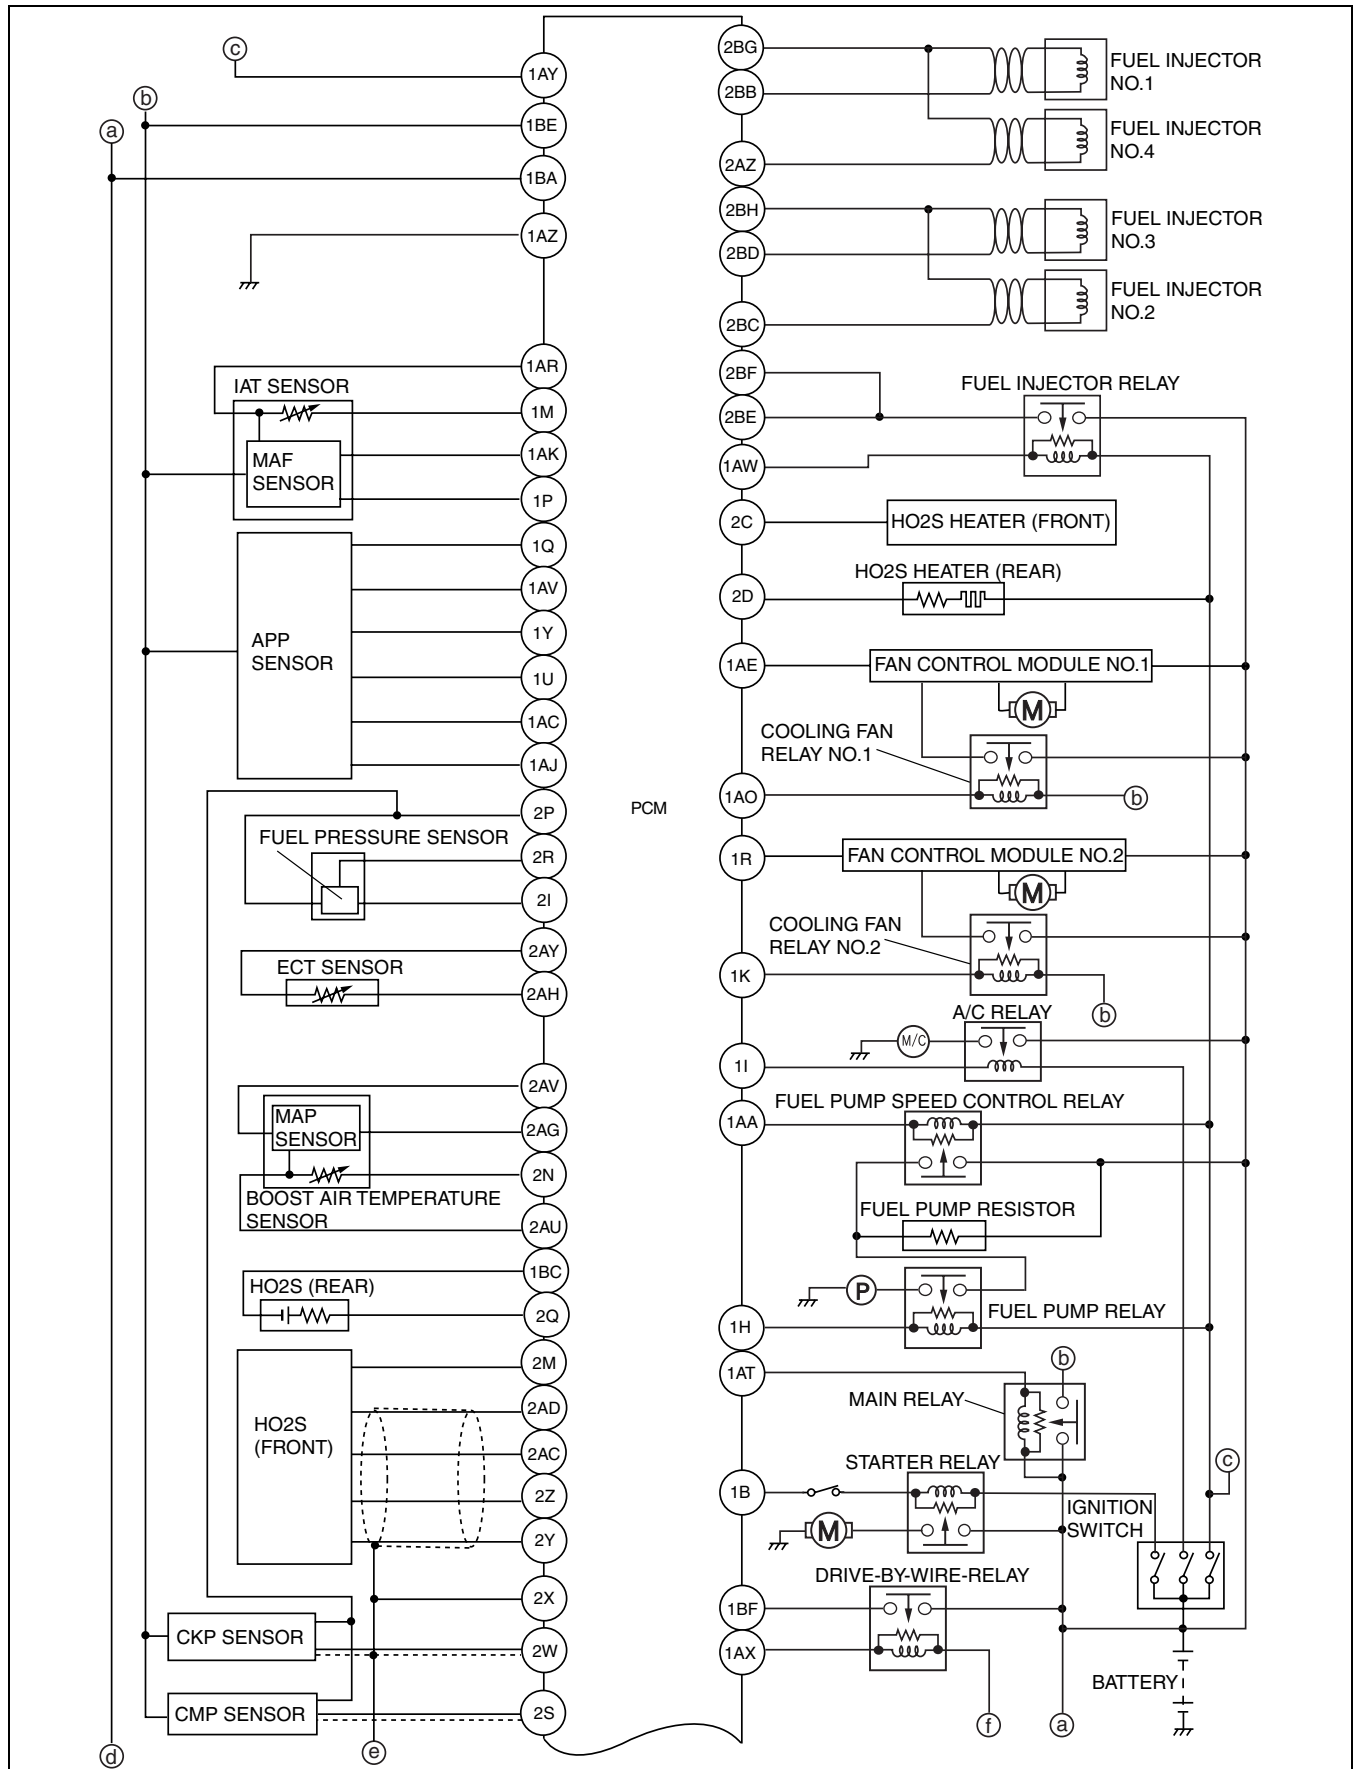 c
b
a
1AY
1BE
1BA
1AZ
IAT SENSOR
MAF
SENSOR
1AR
1M
1AK
1P
APP
SENSOR
1Q
1AV
1Y
1U
1AC
1AJ
FUEL PRESSURE SENSOR
2P
2R
2I
ECT SENSOR
2AY
2AH
MAP
SENSOR
BOOST AIR TEMPERATURE
SENSOR
2AV
2AG
2N
2AU
HO2S (REAR)
1BC
2Q
HO2S
(FRONT)
2M
2AD
2AC
2Z
2Y
2X
CKP SENSOR
2W
CMP SENSOR
2S
d
e
PCM
2BG
2BB
FUEL INJECTOR
NO.1
2AZ
FUEL INJECTOR
NO.4
2BH
2BD
FUEL INJECTOR
NO.3
2BC
FUEL INJECTOR
NO.2
2BF
2BE
1AW
FUEL INJECTOR RELAY
2C
HO2S HEATER (FRONT)
HO2S HEATER (REAR)
2D
1AE
FAN CONTROL MODULE NO.1
M
COOLING FAN
RELAY NO.1
1AO
b
1R
FAN CONTROL MODULE NO.2
M
COOLING FAN
RELAY NO.2
1K
b
A/C RELAY
M/C
1I
FUEL PUMP SPEED CONTROL RELAY
1AA
FUEL PUMP RESISTOR
P
FUEL PUMP RELAY
1H
1AT
b
MAIN RELAY
c
STARTER RELAY
1B
M
IGNITION
SWITCH
DRIVE-BY-WIRE-RELAY
1BF
1AX
BATTERY
f
a